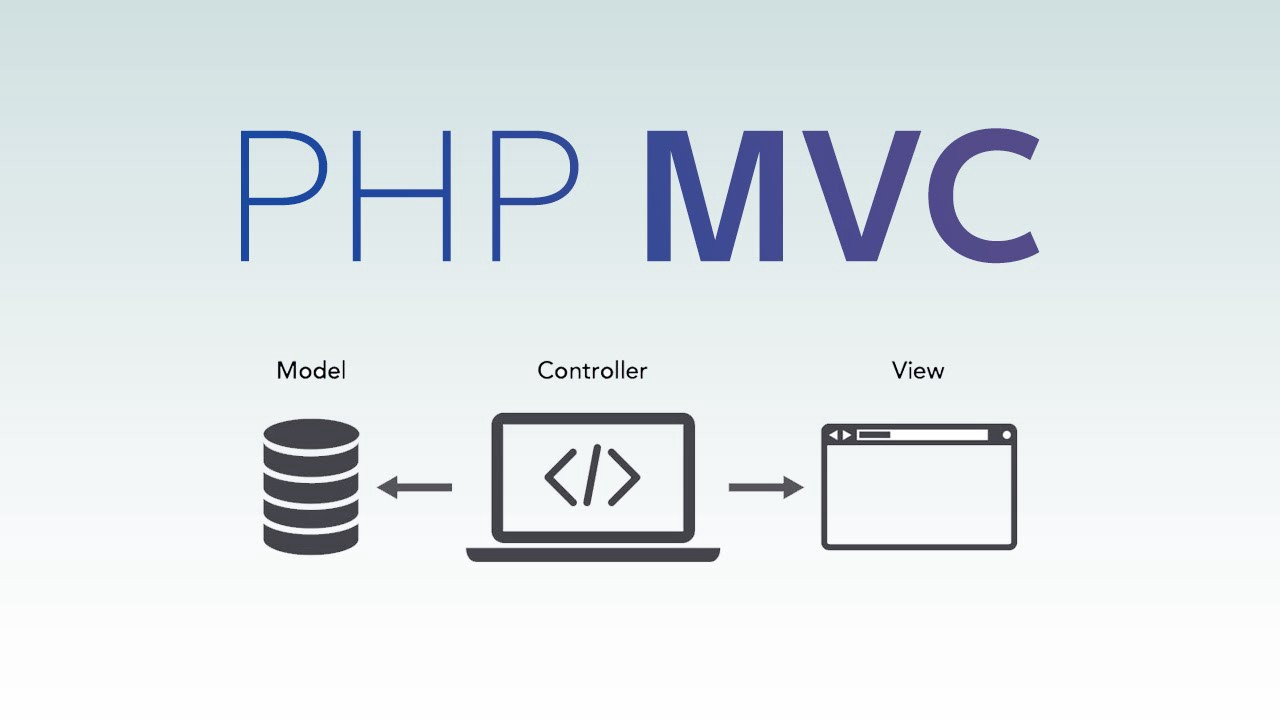 PHP MVC
Model Controller View
</>